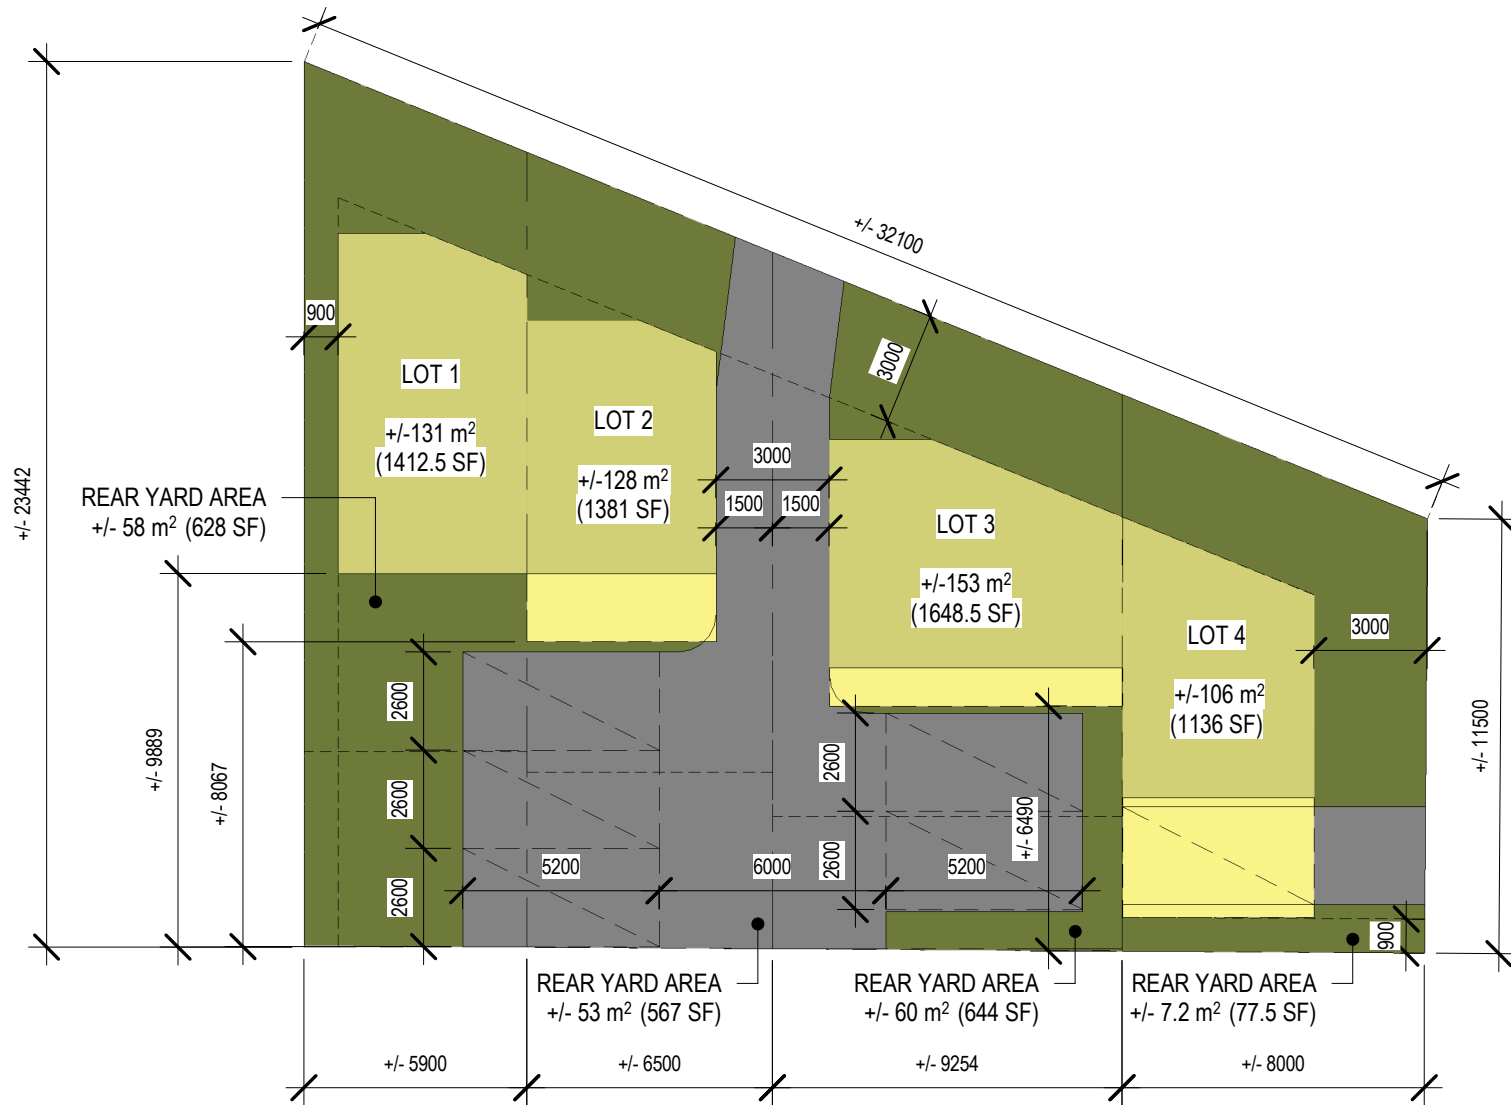 +/- 32100
900
3000
LOT 1
+/-131 m²
(1412.5 SF)
LOT 2
+/-128 m²
(1381 SF)
3000
1500
1500
REAR YARD AREA
+/- 58 m² (628 SF)
+/- 23442
LOT 3
+/-153 m²
(1648.5 SF)
LOT 4
+/-106 m²
(1136 SF)
3000
+/- 11500
+/- 9889
+/- 8067
2600
2600
2600
2600
2600
+/- 6490
5200
6000
5200
900
REAR YARD AREA
+/- 53 m² (567 SF)
REAR YARD AREA
+/- 60 m² (644 SF)
REAR YARD AREA
+/- 7.2 m² (77.5 SF)
+/- 5900
+/- 6500
+/- 9254
+/- 8000